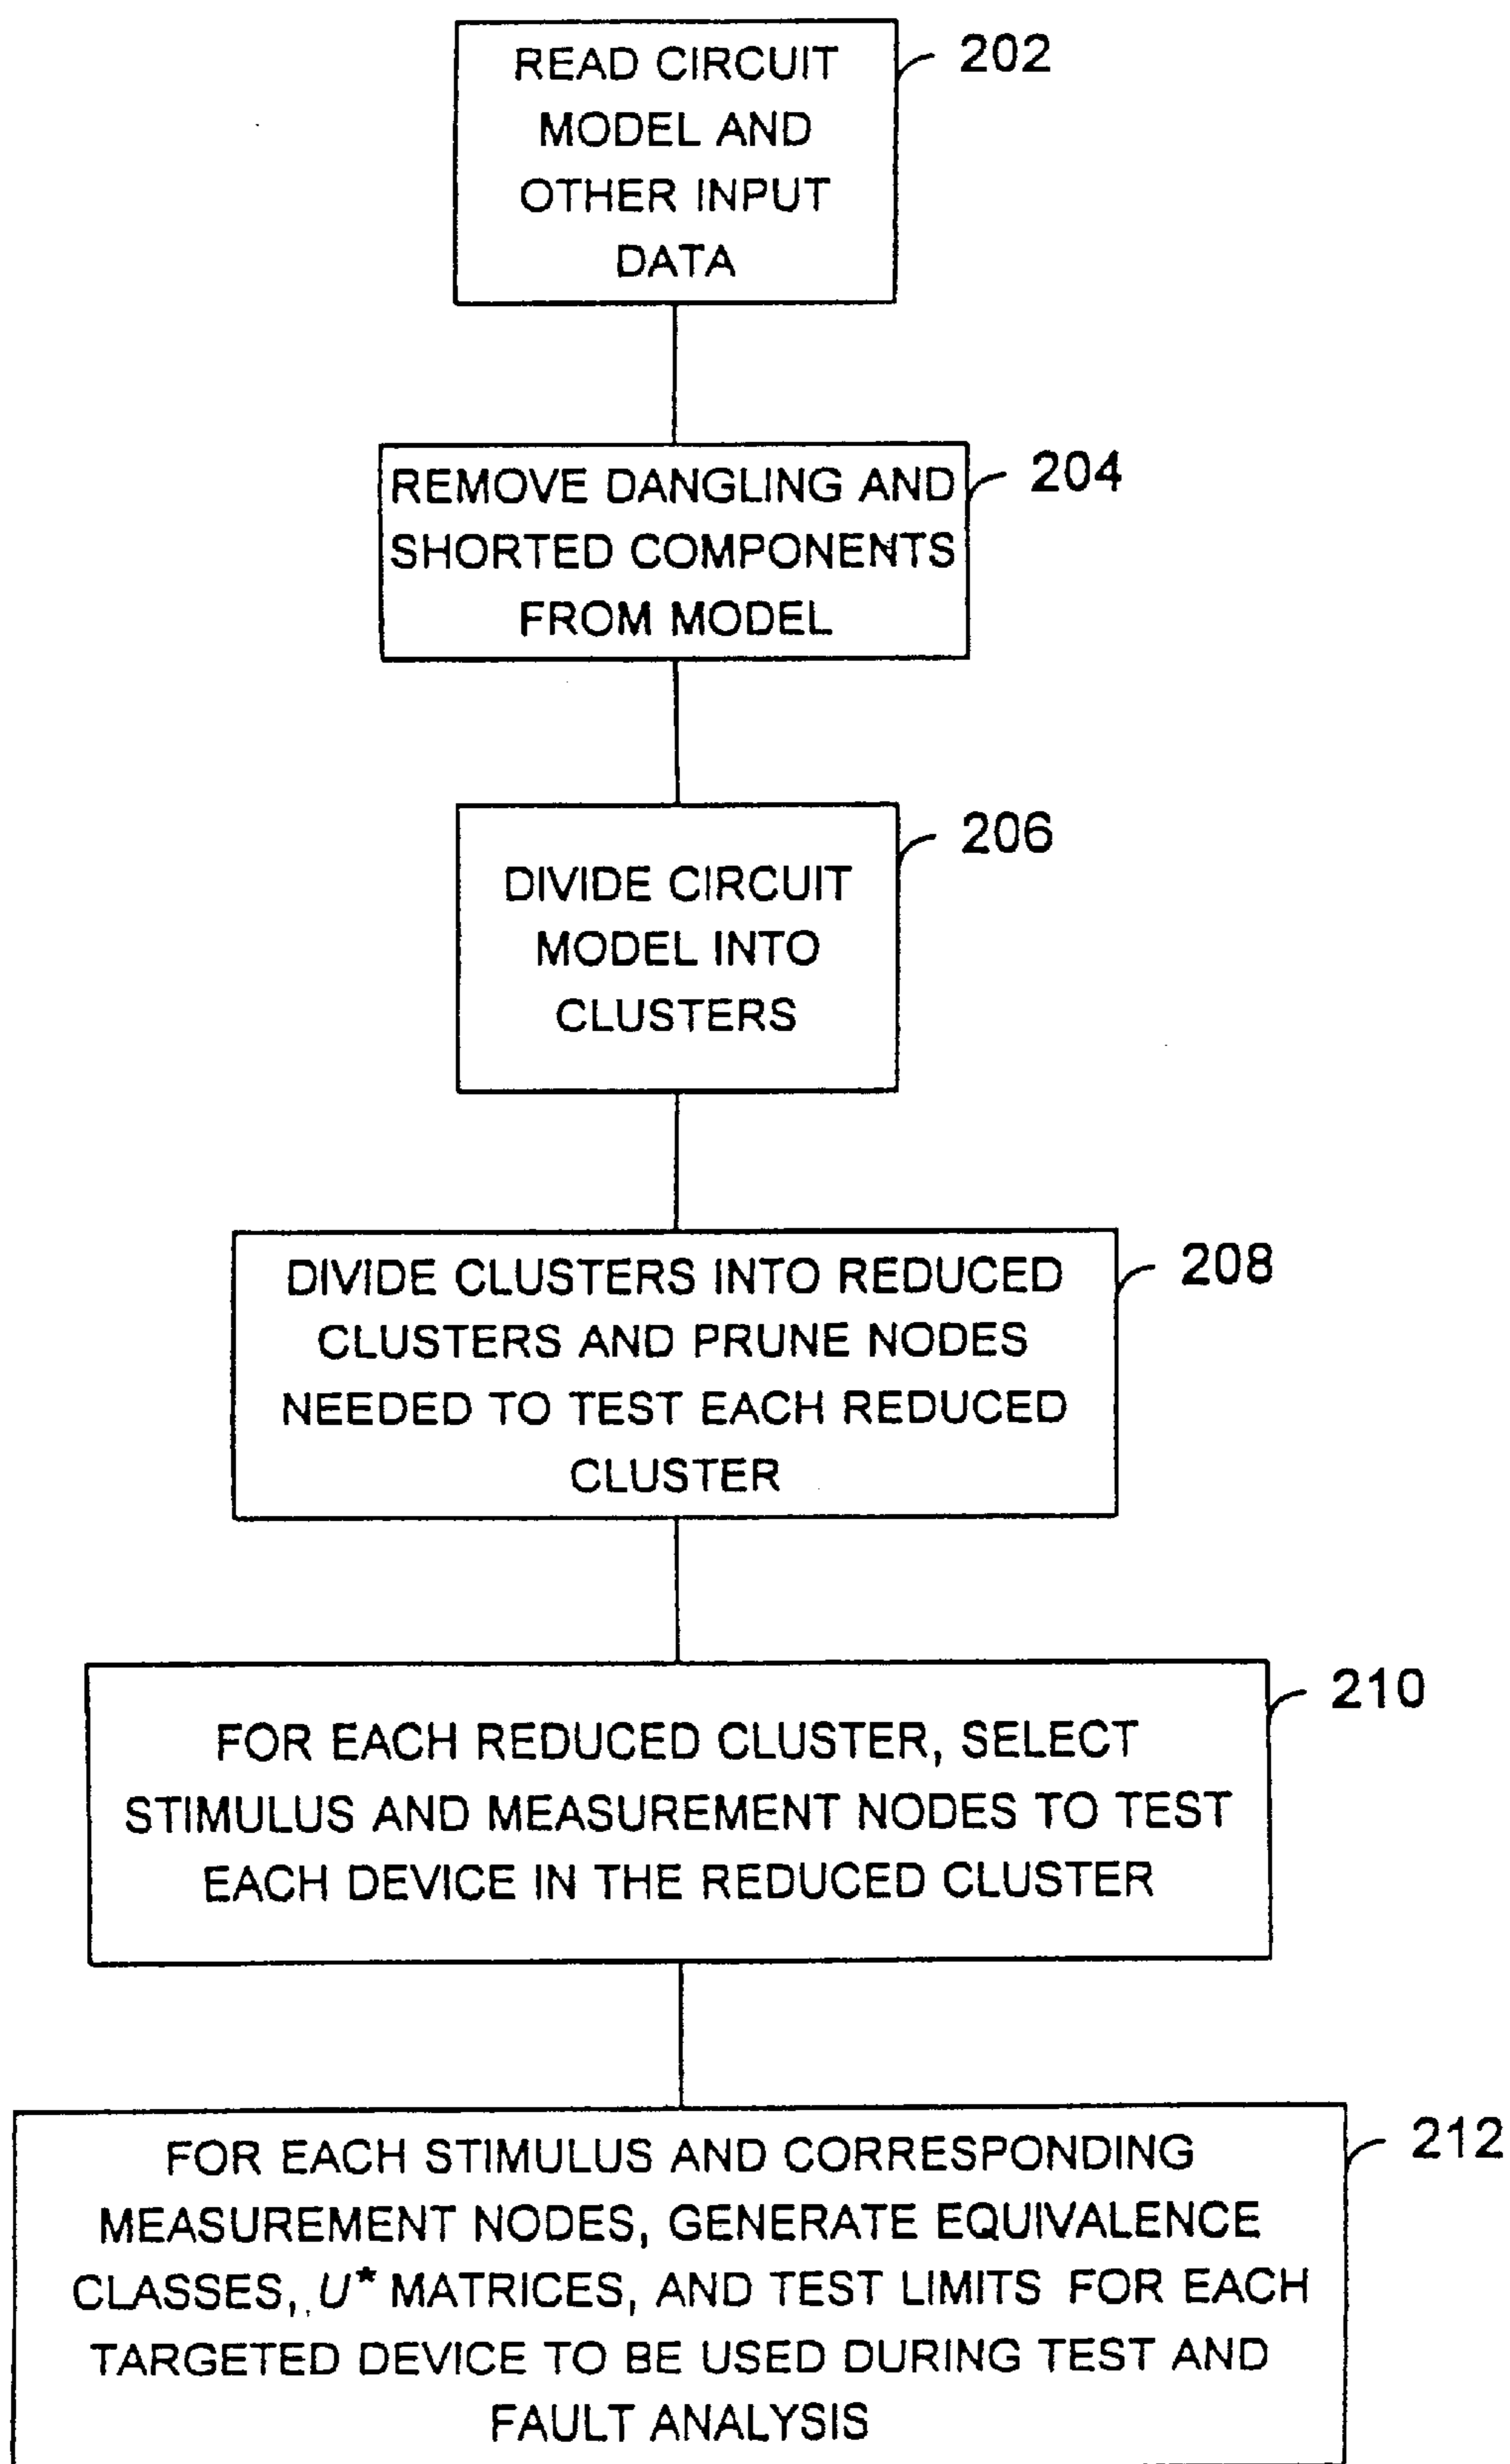 READ CIRCUIT
MODEL AND
OTHER INPUT
DATA
202
REMOVE DANGLING AND
SHORTED COMPONENTS
FROM MODEL
204
DIVIDE CIRCUIT
MODEL INTO
CLUSTERS
206
DIVIDE CLUSTERS INTO REDUCED
CLUSTERS AND PRUNE NODES
NEEDED TO TEST EACH REDUCED
CLUSTER
208
FOR EACH REDUCED CLUSTER, SELECT
STIMULUS AND MEASUREMENT NODES TO TEST
EACH DEVICE IN THE REDUCED CLUSTER
210
FOR EACH STIMULUS AND CORRESPONDING
MEASUREMENT NODES, GENERATE EQUIVALENCE
CLASSES, U* MATRICES, AND TEST LIMITS FOR EACH
TARGETED DEVICE TO BE USED DURING TEST AND
FAULT ANALYSIS
212